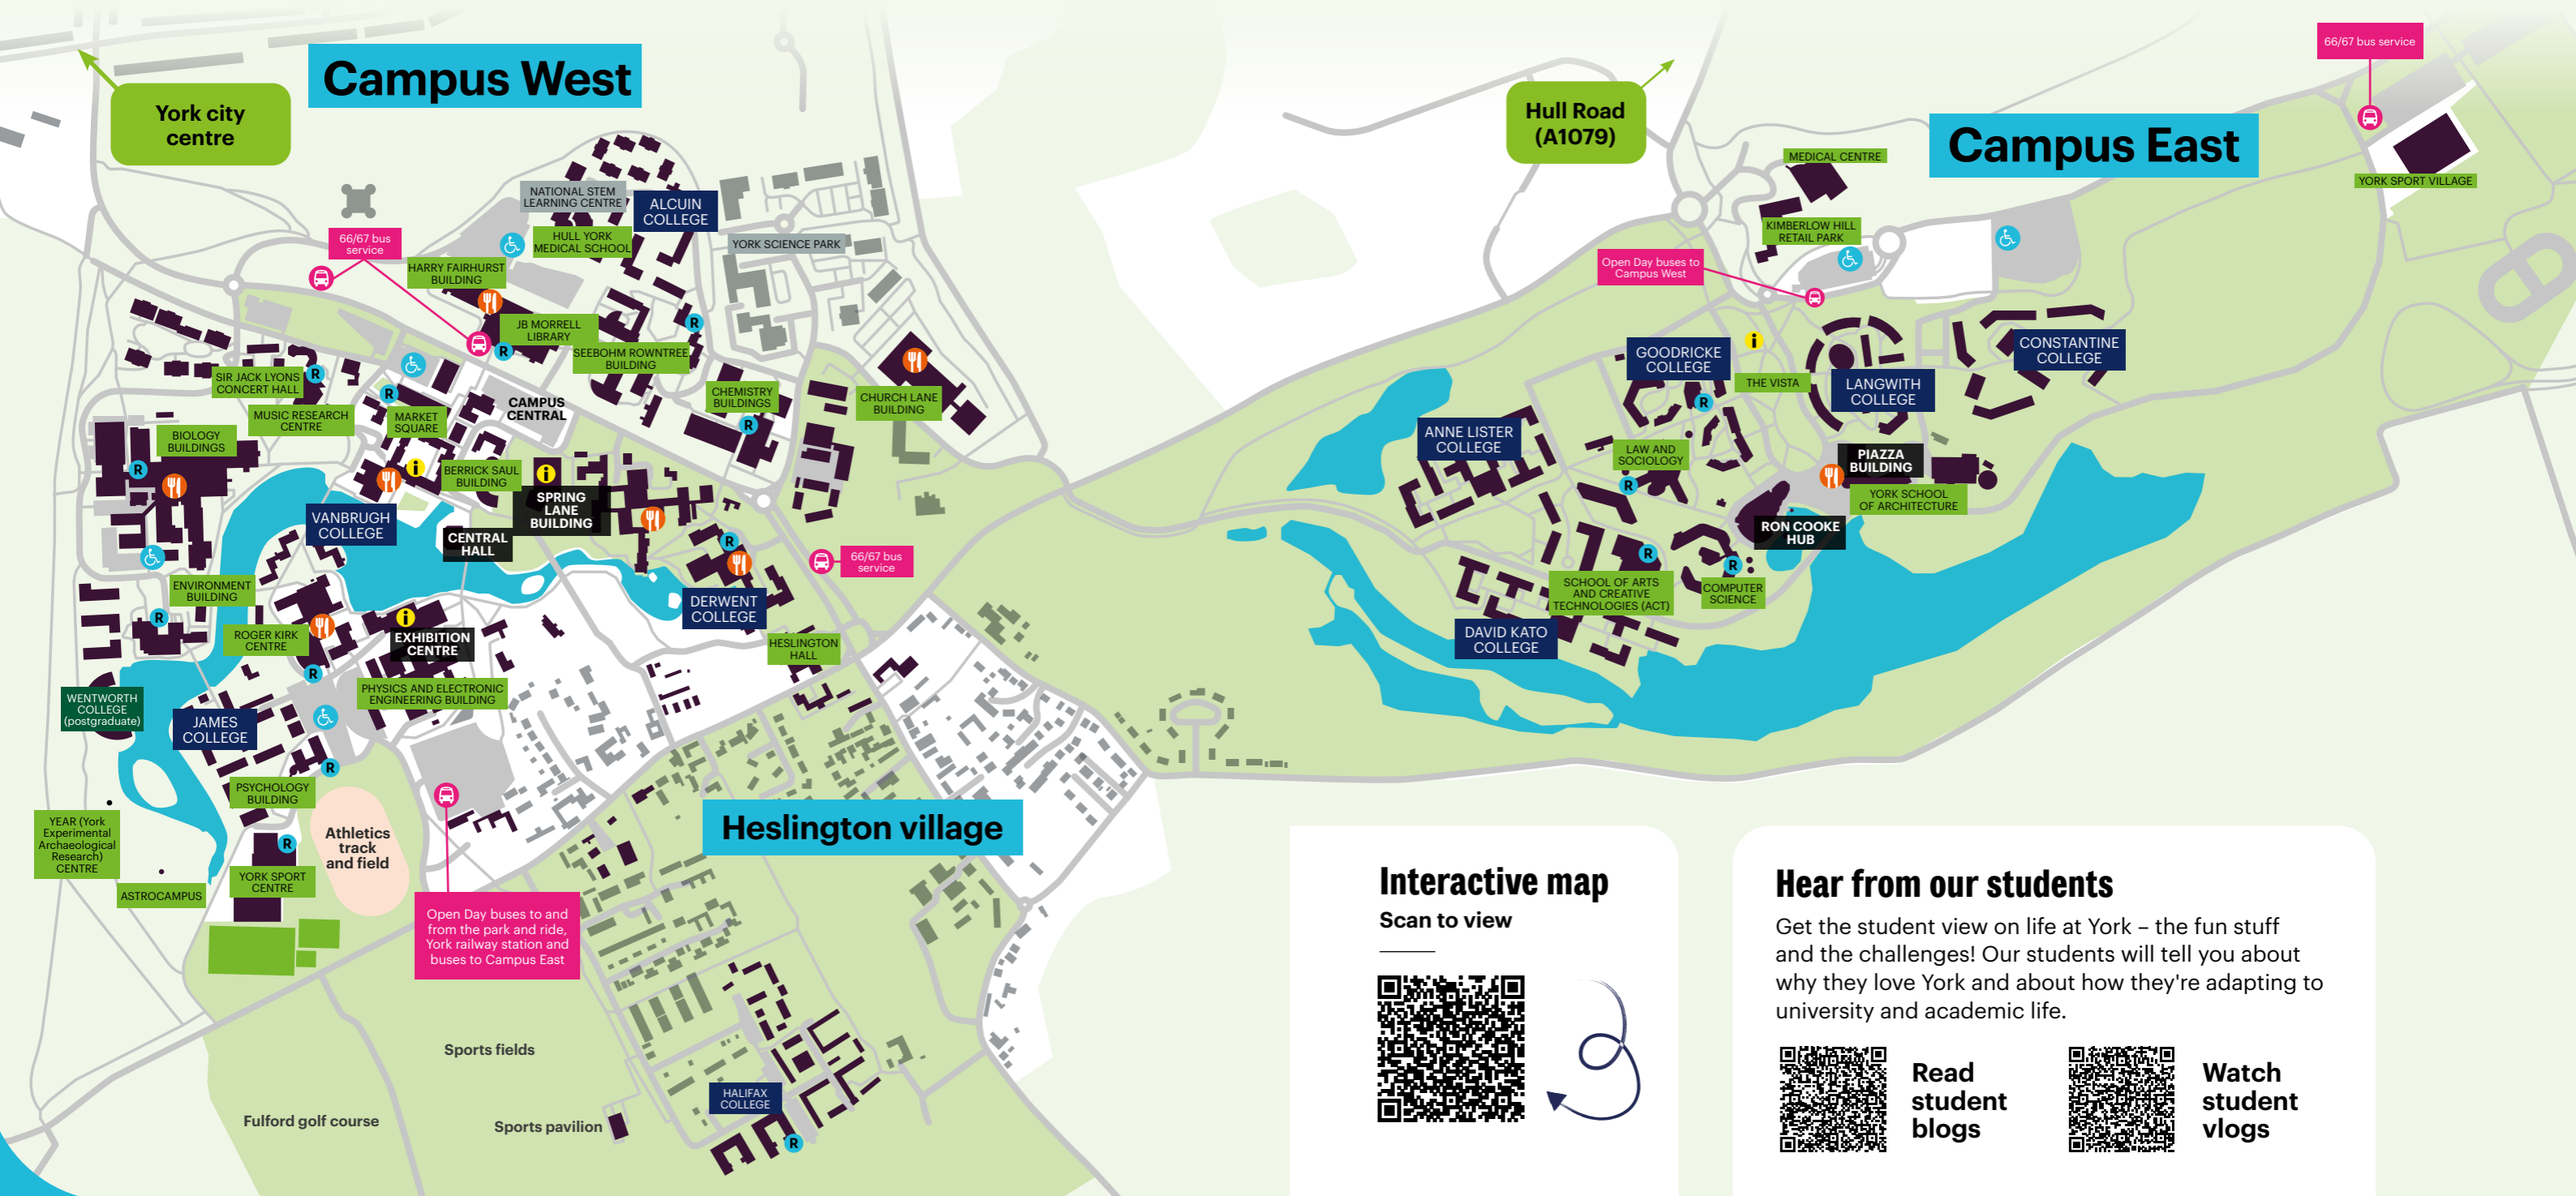 Campus West
York city
centre
66/67 bus
service
NATIONAL STEM
LEARNING CENTRE
ALCUIN
COLLEGE
HULL YORK
MEDICAL SCHOOL
YORK SCIENCE PARK
HARRY FAIRHURST
BUILDING
JB MORRELL
LIBRARY
R
SEEBOHM ROWNTREE
BUILDING
R
SIR JACK LYONS
CONCERT HALL
R
MUSIC RESEARCH
CENTRE
R
MARKET
SQUARE
CAMPUS
CENTRAL
CHEMISTRY
BUILDINGS
R
CHURCH LANE
BUILDING
BIOLOGY
BUILDINGS
R
i
BERRICK SAUL
BUILDING
i
SPRING
LANE
BUILDING
VANBRUGH
COLLEGE
CENTRAL
HALL
R
66/67 bus
service
ENVIRONMENT
BUILDING
R
DERWENT
COLLEGE
ROGER KIRK
CENTRE
R
i
EXHIBITION
CENTRE
HESLINGTON
HALL
PHYSICS AND ELECTRONIC
ENGINEERING BUILDING
WENTWORTH
COLLEGE
(postgraduate)
JAMES
COLLEGE
R
PSYCHOLOGY
BUILDING
YEAR (York
Experimental
Archaeological
Research)
CENTRE
ASTROCAMPUS
R
YORK SPORT
CENTRE
Athletics
track
and field
Open Day buses to and
from the park and ride,
York railway station and
buses to Campus East
Heslington village
Sports fields
Fulford golf course
Sports pavilion
HALIFAX
COLLEGE
R
Hull Road
(A1079)
Campus East
66/67 bus service
YORK SPORT VILLAGE
MEDICAL CENTRE
KIMBERLOW HILL
RETAIL PARK
Open Day buses to
Campus West
i
GOODRICKE
COLLEGE
R
THE VISTA
LANGWITH
COLLEGE
CONSTANTINE
COLLEGE
ANNE LISTER
COLLEGE
LAW AND
SOCIOLOGY
R
PIAZZA
BUILDING
YORK SCHOOL
OF ARCHITECTURE
RON COOKE
HUB
R
SCHOOL OF ARTS
AND CREATIVE
TECHNOLOGIES (ACT)
R
COMPUTER
SCIENCE
DAVID KATO
COLLEGE
Interactive map
Scan to view
Hear from our students
Get the student view on life at York – the fun stuff
and the challenges! Our students will tell you about
why they love York and about how they're adapting to
university and academic life.
Read
student
blogs
Watch
student
vlogs